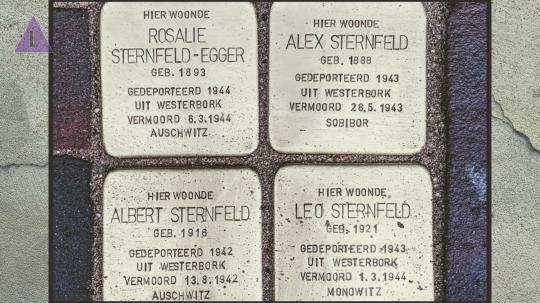 L
HIER WOONDE
ROSALIE
STERNFELD-EGGER
GEB. 1893
GEDEPORTEERD 1944
UIT WESTERBORK
VERMOORD 6.3.1944
AUSCHWITZ
HIER WOONDE
ALEX STERNFELD
GEB. 1888
GEDEPORTEERD 1943
UIT WESTERBORK
VERMOORD 28.5.1943
SOBIBOR
HIER WOONDE
ALBERT STERNFELD
GEB. 1916
GEDEPORTEERD 1942
UIT WESTERBORK
VERMOORD 13.8.1942
AUSCHWITZ
HIER WOONDE
LEO STERNFELD
GEB. 1921
GEDEPORTEERD 1943
UIT WESTERBORK
VERMOORD 1.3.1944
MONOWITZ